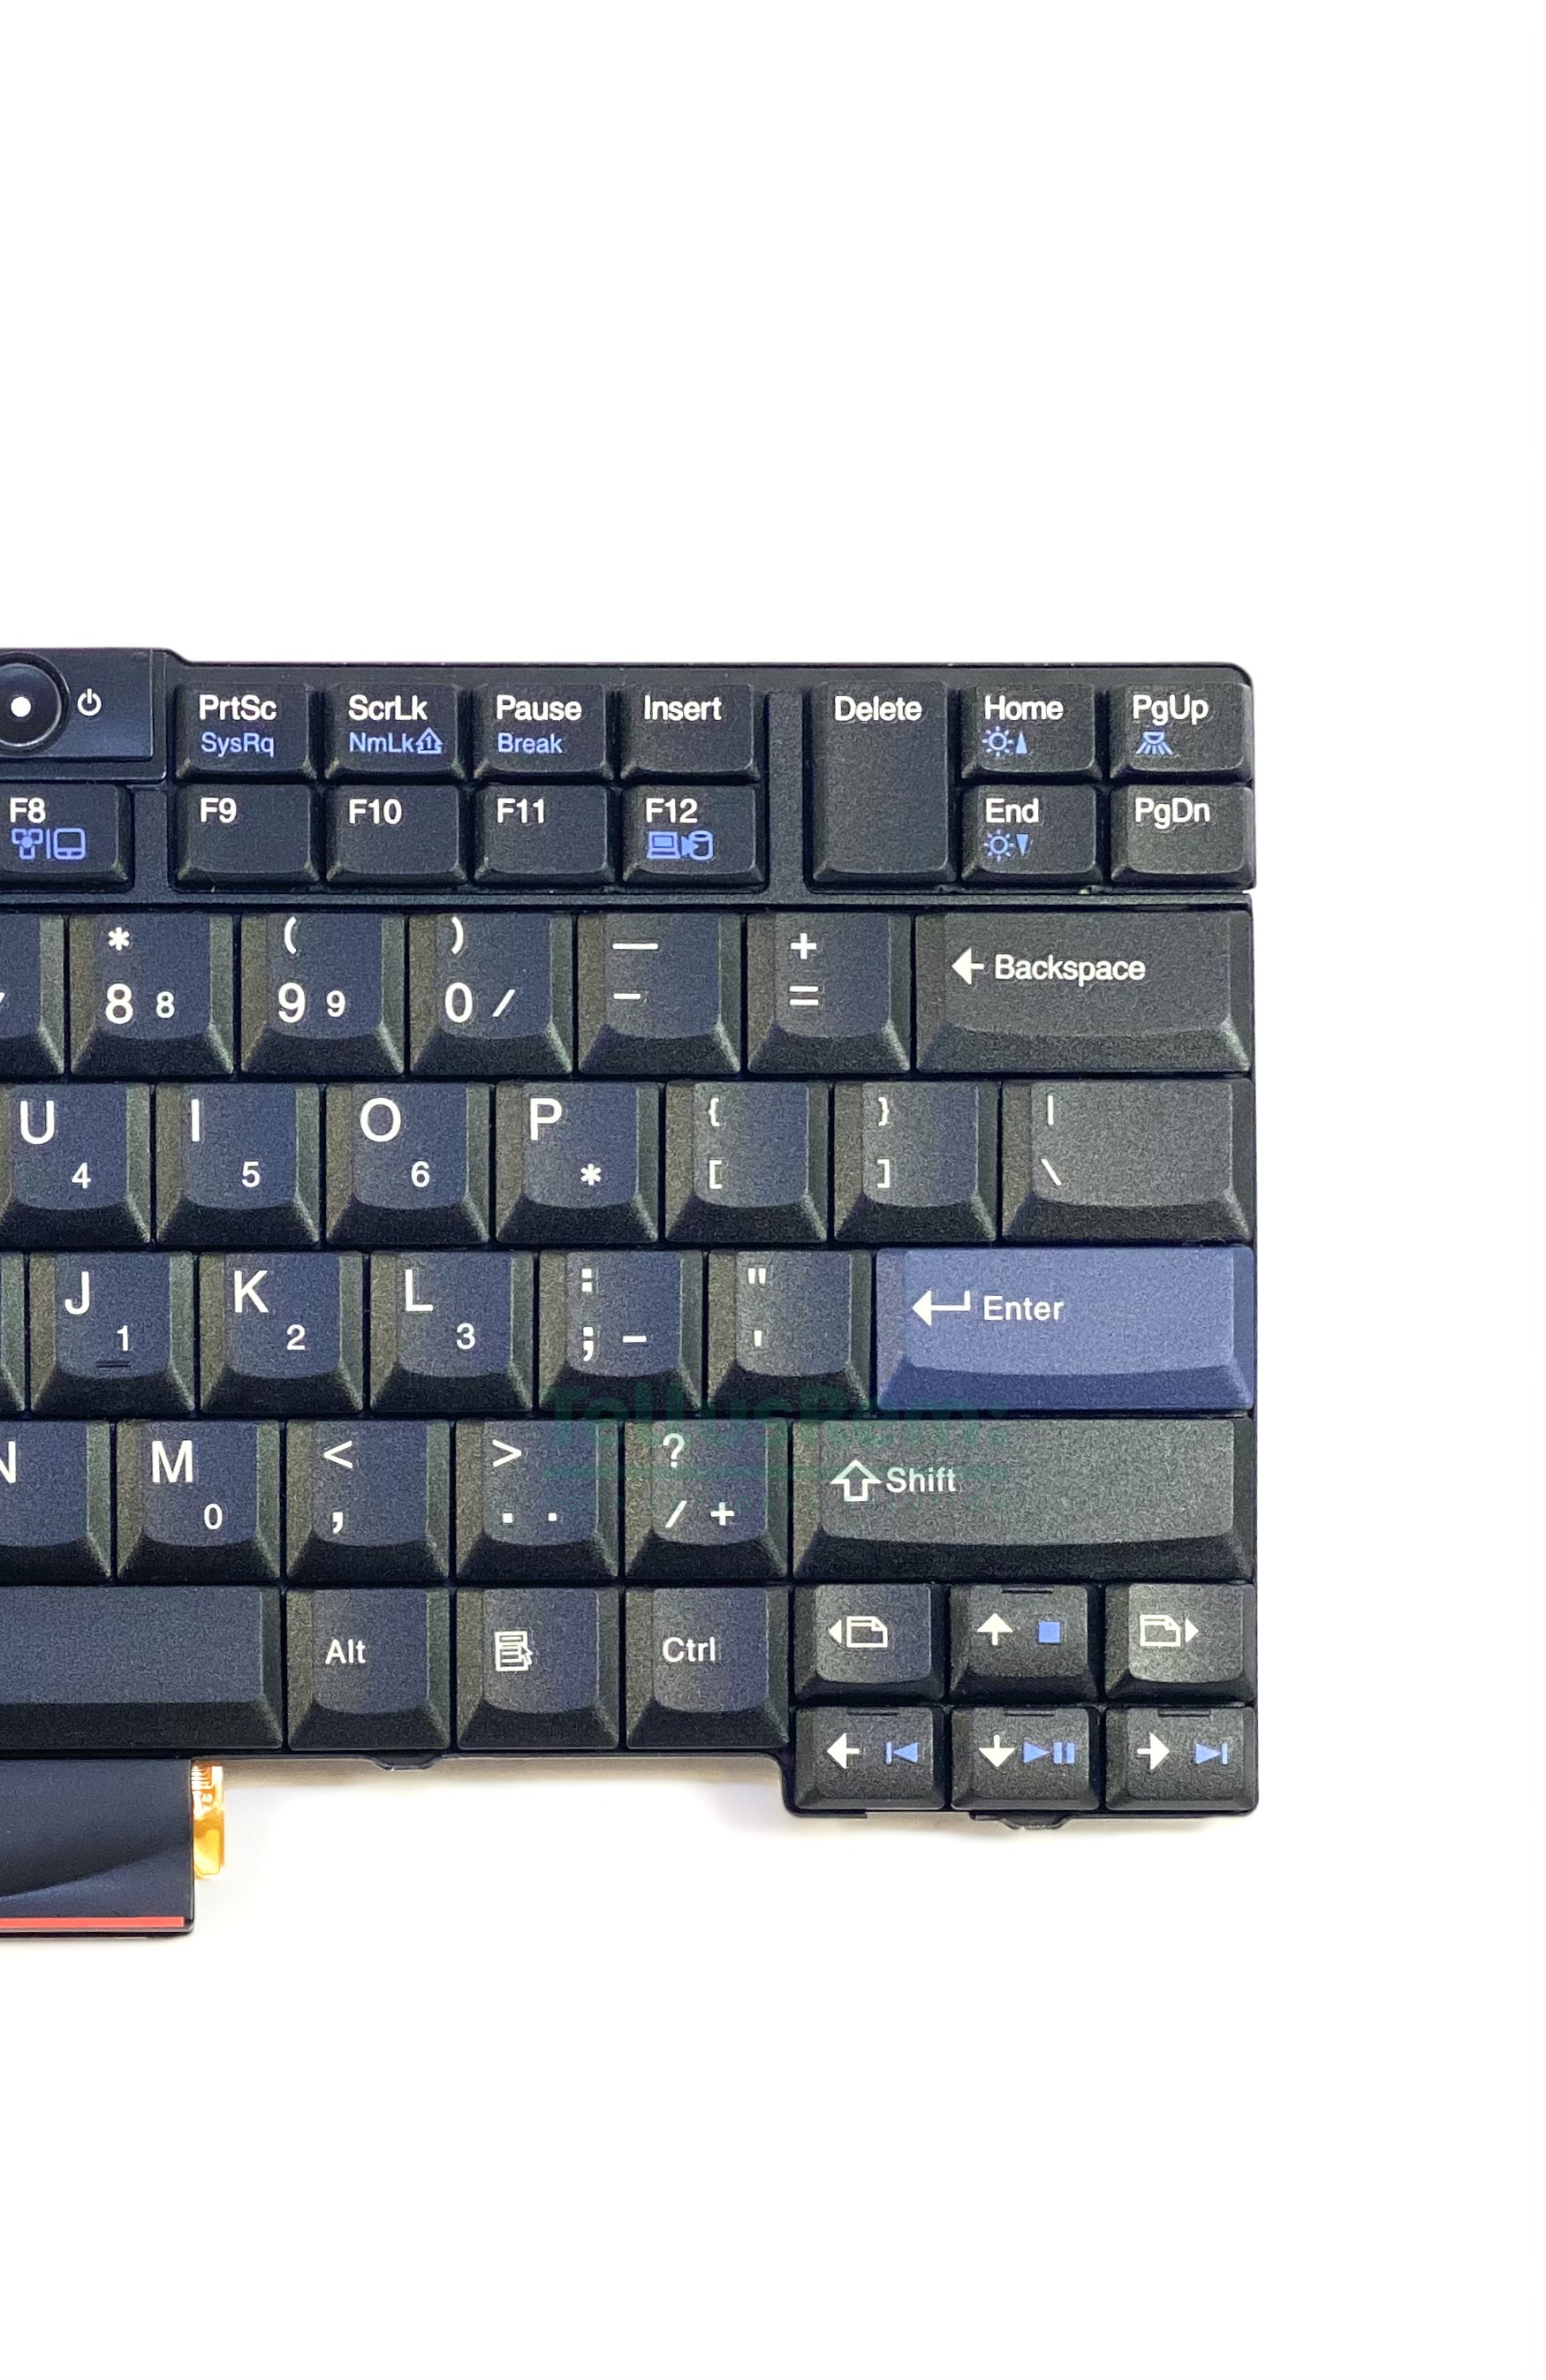 PrtSc ScrLk Pause Insert Delete Home PgUp
SysRq NmLk Break
F8 F9 F10 F11 F12 End PgDn
* ( ) — +
8 8 9 9 0 / - = Backspace
U I O P { } |
4 5 6 * [ ] \
J K L : " Enter
1 2 3 ; - '
N M < > ? Shift
0 , . . / +
Alt Ctrl
TellusRem: